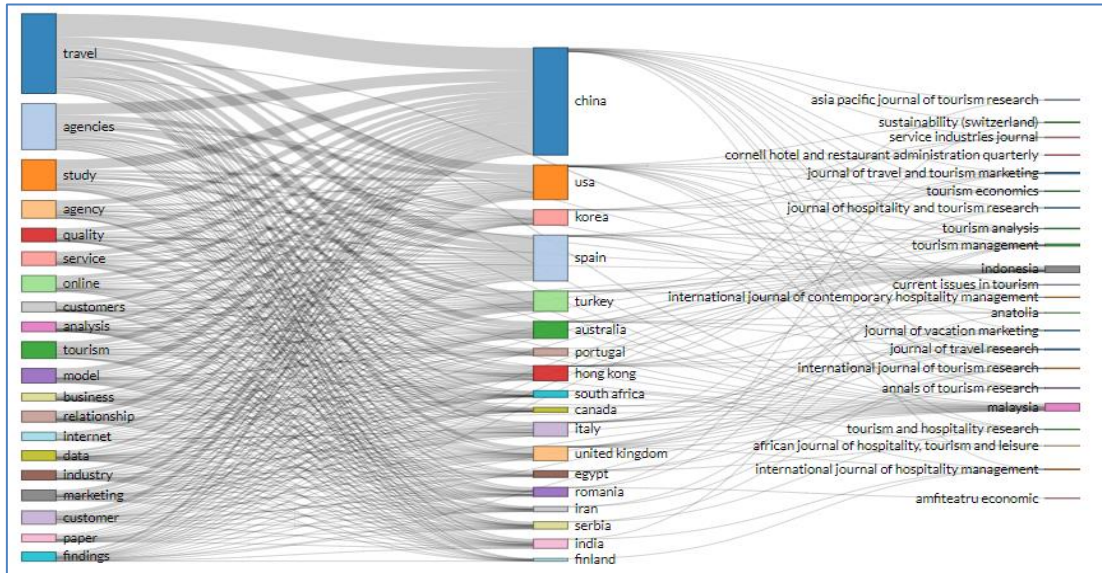 travel
agencies
study
agency
quality
service
online
customers
analysis
tourism
model
business
relationship
internet
data
industry
marketing
customer
paper
findings
china
usa
korea
spain
turkey
australia
portugal
hong kong
south africa
canada
italy
united kingdom
egypt
romania
iran
serbia
india
finland
asia pacific journal of tourism research
sustainability (switzerland)
service industries journal
cornell hotel and restaurant administration quarterly
journal of travel and tourism marketing
tourism economics
journal of hospitality and tourism research
tourism analysis
tourism management
indonesia
current issues in tourism
international journal of contemporary hospitality management
anatolia
journal of vacation marketing
journal of travel research
international journal of tourism research
annals of tourism research
malaysia
tourism and hospitality research
african journal of hospitality, tourism and leisure
international journal of hospitality management
amfiteatru economic